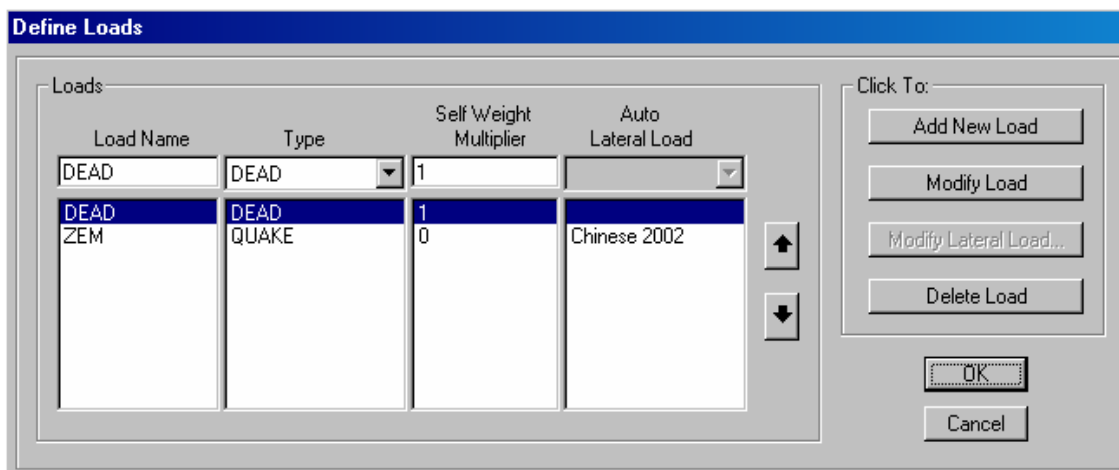 Define Loads
Loads
Click To:
Load Name Type Self Weight Multiplier Auto Lateral Load
DEAD DEAD 1
DEAD DEAD 1
ZEM QUAKE 0 Chinese 2002
Add New Load
Modify Load
Modify Lateral Load...
Delete Load
OK
Cancel